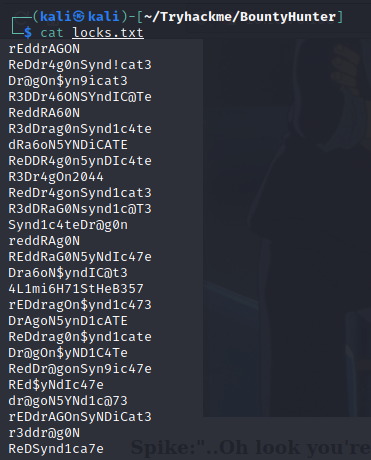 ┌──(kali㉿kali)-[~/Tryhackme/BountyHunter]
└─$ cat locks.txt
rEddrAGON
ReDdr4g0nSynd!cat3
Dr@gOn$yn9icat3
R3DDr46ONSYndIC@Te
ReddRA60N
R3dDrag0nSynd1c4te
dRa6oN5YNDiCATE
ReDDR4g0n5ynDIc4te
R3Dr4gOn2044
RedDr4gonSynd1cat3
R3dDRaG0Nsynd1c@T3
Synd1c4teDr@g0n
reddRAg0N
REddRaG0N5yNdIc47e
Dra6oN$yndIC@t3
4L1mi6H71StHeB357
rEDdragOn$ynd1c473
DrAgoN5ynD1cATE
ReDdrag0n$ynd1cate
Dr@gOn$yND1C4Te
RedDr@gonSyn9ic47e
REd$yNdIc47e
dr@goN5YNd1c@73
rEDdrAGOnSyNDiCat3
r3ddr@g0N
ReDSynd1ca7e
Spike:"..Oh look you're